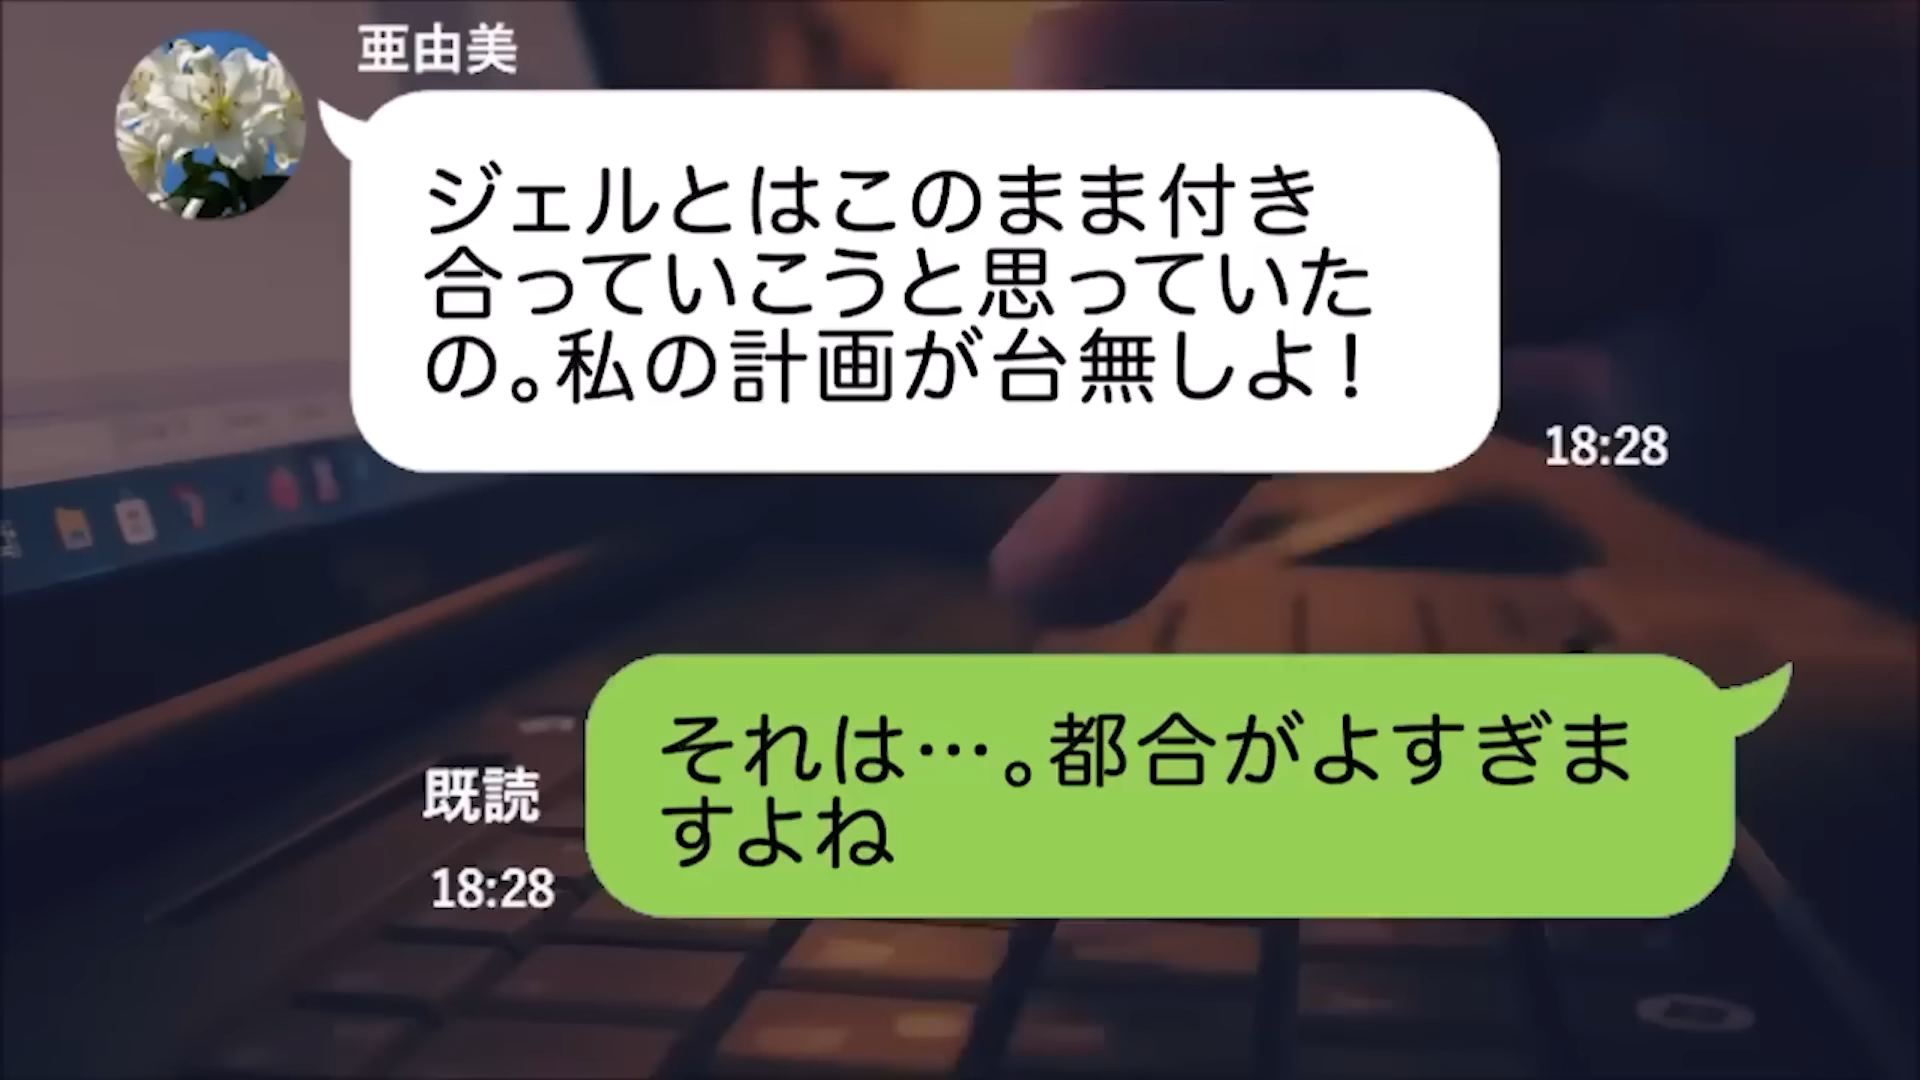 亜由美
ジェルとはこのまま付き
合っていこうと思っていた
の。私の計画が台無しよ!
18:28
それは…。都合がよすぎま
すよね
既読
18:28